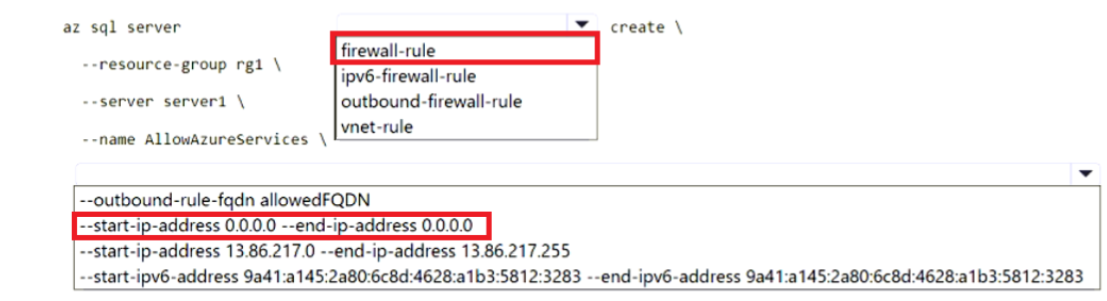 az sql server create \
firewall-rule
--resource-group rg1 \
ipv6-firewall-rule
--server server1 \
outbound-firewall-rule
vnet-rule
--name AllowAzureServices \
--outbound-rule-fqdn allowedFQDN
--start-ip-address 0.0.0.0 --end-ip-address 0.0.0.0
--start-ip-address 13.86.217.0 --end-ip-address 13.86.217.255
--start-ipv6-address 9a41:a145:2a80:6c8d:4628:a1b3:5812:3283 --end-ipv6-address 9a41:a145:2a80:6c8d:4628:a1b3:5812:3283